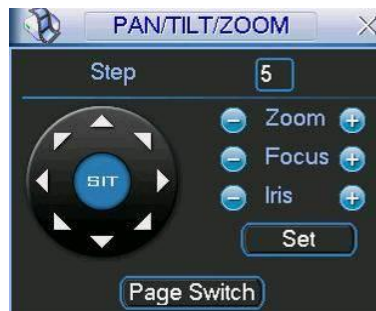 PAN/TILT/ZOOM
Step 5
Zoom
Focus
SIT
Iris
Set
Page Switch